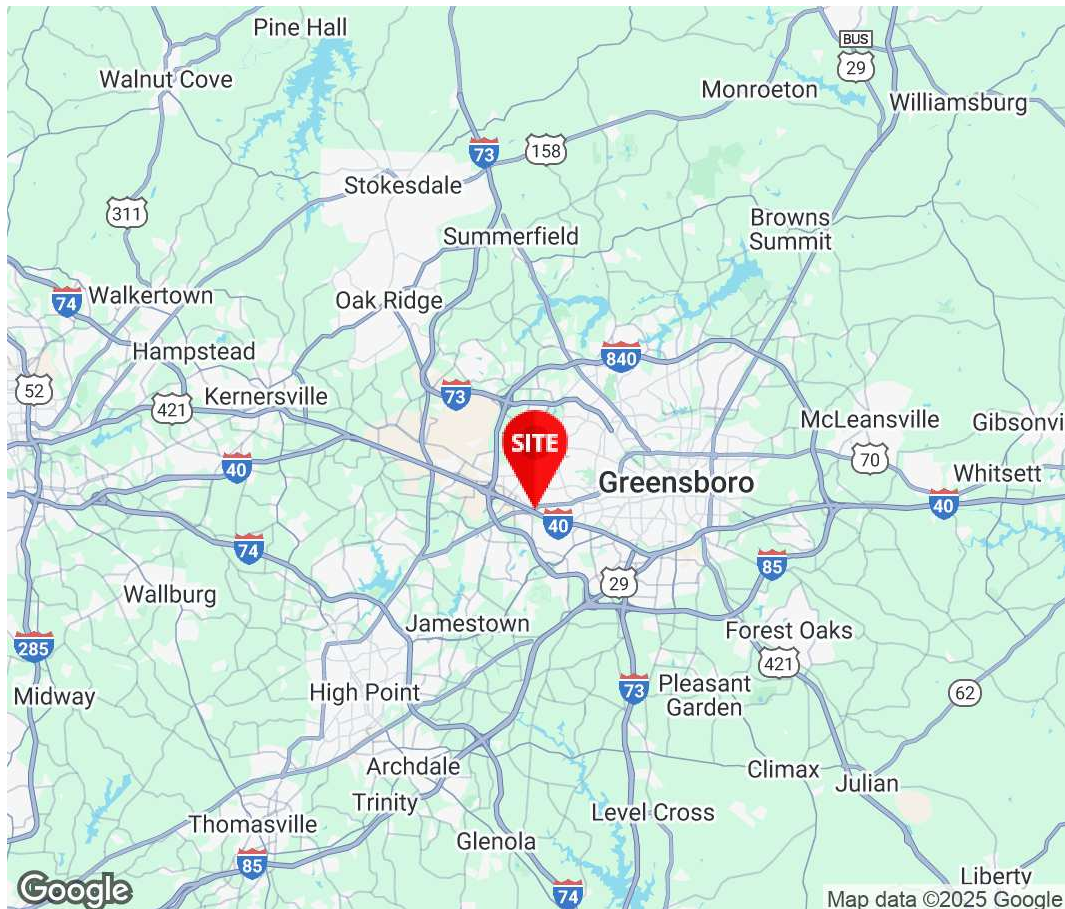 Pine Hall
BUS
29
Walnut Cove
Monroeton
Williamsburg
73
158
Stokesdale
311
Browns
Summit
Summerfield
74
Walkertown
Oak Ridge
Hampstead
840
52
73
Kernersville
421
McLeansville
Gibsonvi
SITE
40
70
Whitsett
Greensboro
40
40
74
85
29
Wallburg
Jamestown
Forest Oaks
285
421
Midway
High Point
73
Pleasant
Garden
62
Archdale
Climax
Julian
Trinity
Level Cross
Thomasville
Glenola
85
Liberty
74
Google
Map data ©2025 Google